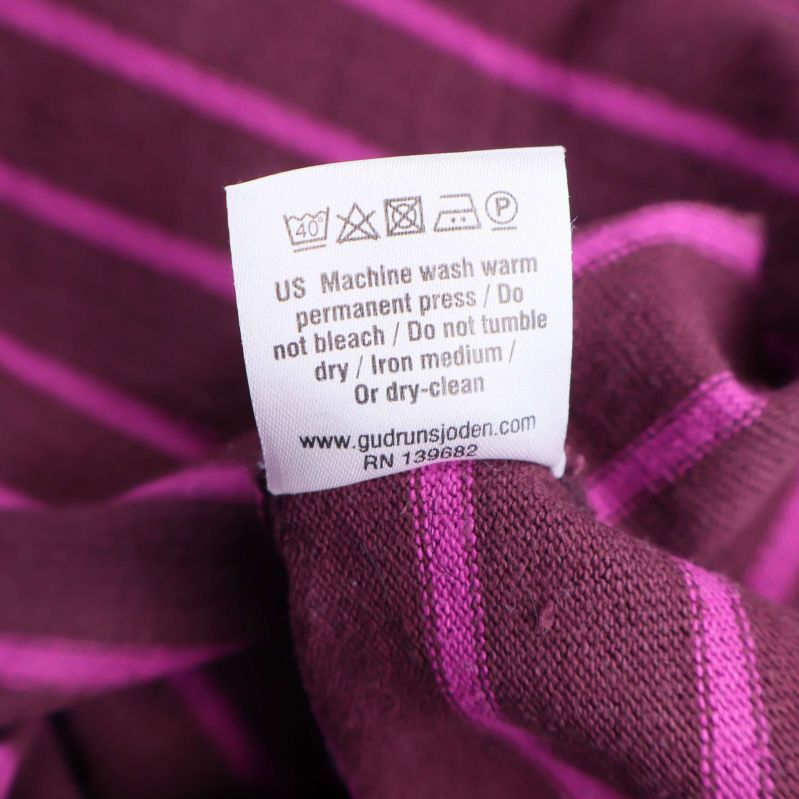 40° P
US Machine wash warm
permanent press / Do
not bleach / Do not tumble
dry / Iron medium /
Or dry-clean
www.gudrunsjoden.com
RN 139682